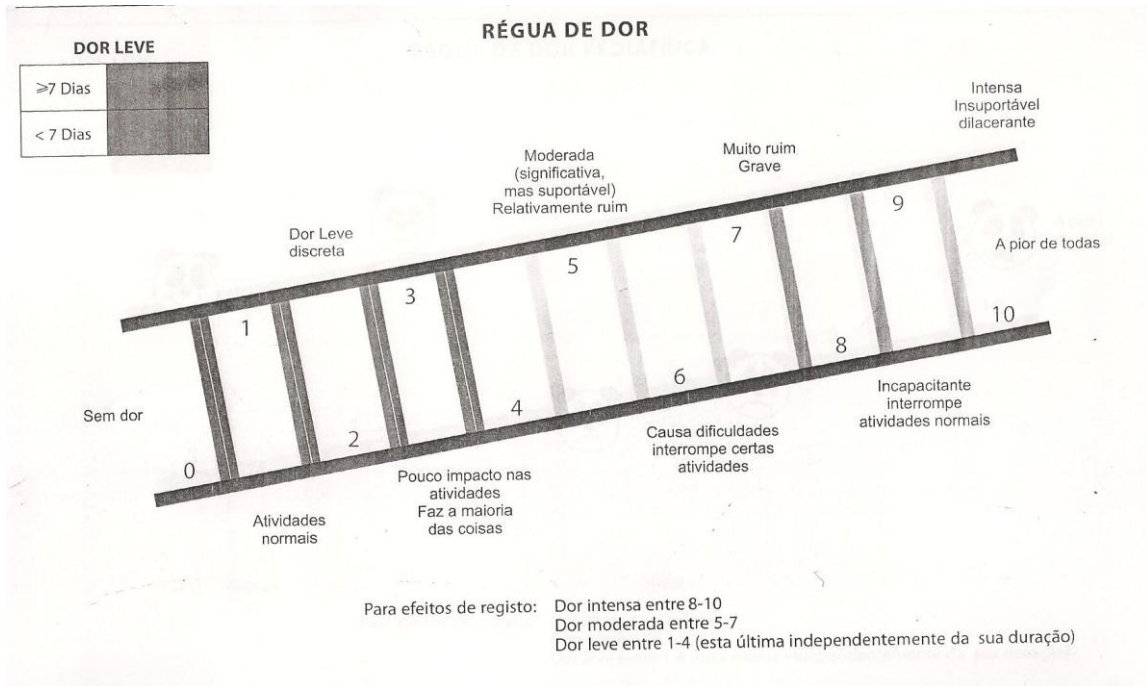 RÉGUA DE DOR
DOR LEVE
⩾7 Dias
< 7 Dias
Intensa
Insuportável
dilacerante
Muito ruim
Grave
Moderada
(significativa,
mas suportável)
Relativamente ruim
Dor Leve
discreta
9
7
5
3
1
A pior de todas
10
8
6
4
2
0
Sem dor
Incapacitante
interrompe
atividades normais
Causa dificuldades
interrompe certas
atividades
Pouco impacto nas
atividades
Faz a maioria
das coisas
Atividades
normais
Para efeitos de registo: Dor intensa entre 8-10
Dor moderada entre 5-7
Dor leve entre 1-4 (esta última independentemente da sua duração)